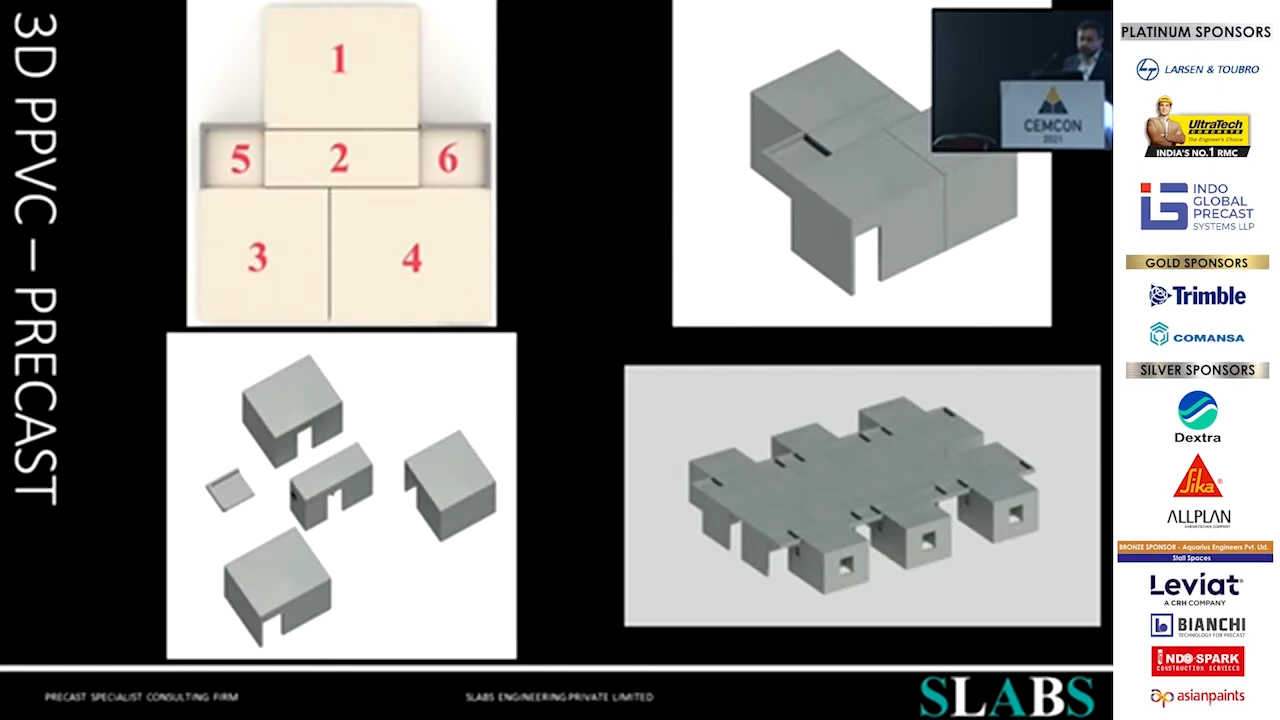 3D PPVC – PRECAST
1
5
2
6
3
4
CEMCON
2021
PRECAST SPECIALIST CONSULTING FIRM
SLABS ENGINEERING PRIVATE LIMITED
SLABS
PLATINUM SPONSORS
LARSEN & TOUBRO
UltraTech
CONCRETE
The Engineer's Choice
INDIA'S NO.1 RMC
INDO
GLOBAL
PRECAST
SYSTEMS LLP
GOLD SPONSORS
Trimble
COMANSA
SILVER SPONSORS
Dextra
Sika
ALLPLAN
A NEMETSCHEK COMPANY
BRONZE SPONSOR - Aquarius Engineers Pvt. Ltd.
Stall Spaces
Leviat
A CRH COMPANY
BIANCHI
TECHNOLOGY FOR PRECAST
INDO SPARK
CONSTRUCTION SERVICES
asianpaints